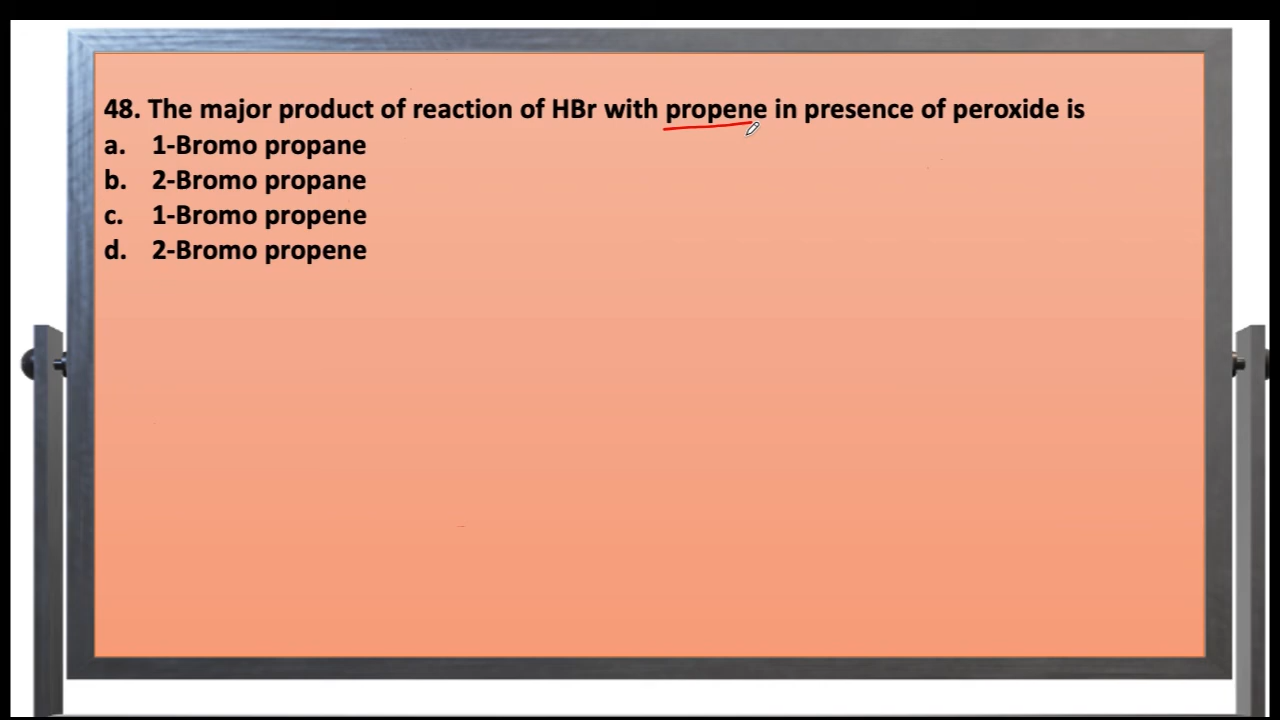 48. The major product of reaction of HBr with propene in presence of peroxide is
a. 1-Bromo propane
b. 2-Bromo propane
c. 1-Bromo propene
d. 2-Bromo propene